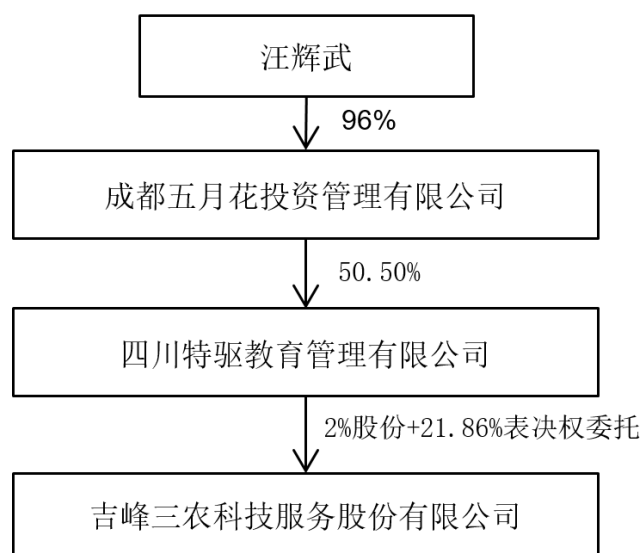 汪辉武
96%
成都五月花投资管理有限公司
50.50%
四川特驱教育管理有限公司
2%股份+21.86%表决权委托
吉峰三农科技服务股份有限公司